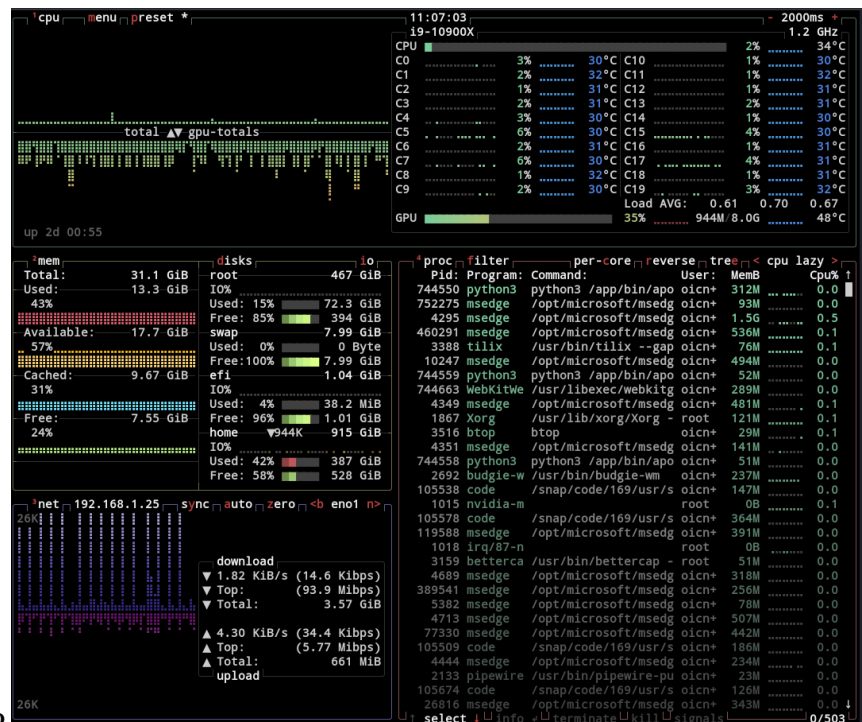 ¹cpu menu preset * 11:07:03 - 2000ms +
i9-10900X 1.2 GHz
CPU 2% 34°C
C0 3% 30°C C10 1% 30°C
C1 2% 32°C C11 1% 32°C
C2 1% 31°C C12 1% 31°C
C3 2% 31°C C13 2% 31°C
C4 3% 30°C C14 1% 30°C
total ▲▼ gpu-totals
C5 6% 30°C C15 4% 30°C
C6 2% 31°C C16 1% 31°C
C7 6% 30°C C17 4% 31°C
C8 1% 32°C C18 1% 31°C
C9 2% 30°C C19 3% 32°C
Load AVG: 0.61 0.70 0.67
GPU 35% 944M/8.0G 48°C
up 2d 00:55
²mem
Total: 31.1 GiB
Used: 13.3 GiB
43%
Available: 17.7 GiB
57%
Cached: 9.67 GiB
31%
Free: 7.55 GiB
24%
disks io
root 467 GiB
IO%
Used: 15% 72.3 GiB
Free: 85% 394 GiB
swap 7.99 GiB
Used: 0% 0 Byte
Free:100% 7.99 GiB
efi 1.04 GiB
IO%
Used: 4% 38.2 MiB
Free: 96% 1.01 GiB
home ▼944K 915 GiB
IO%
Used: 42% 387 GiB
Free: 58% 528 GiB
³net 192.168.1.25 sync auto zero <b eno1 n>
26K
download
▼ 1.82 KiB/s (14.6 Kibps)
▼ Top: (93.9 Mibps)
▼ Total: 3.57 GiB
▲ 4.30 KiB/s (34.4 Kibps)
▲ Top: (5.77 Mibps)
▲ Total: 661 MiB
upload
26K
⁴proc filter per-core reverse tree < cpu lazy >
Pid: Program: Command: User: MemB Cpu% ↑
744550 python3 python3 /app/bin/apo oicn+ 312M 0.0
752275 msedge /opt/microsoft/msedg oicn+ 93M 0.0
4295 msedge /opt/microsoft/msedg oicn+ 1.5G 0.5
460291 msedge /opt/microsoft/msedg oicn+ 536M 0.1
3388 tilix /usr/bin/tilix --gap oicn+ 76M 0.1
10247 msedge /opt/microsoft/msedg oicn+ 494M 0.0
744559 python3 python3 /app/bin/apo oicn+ 52M 0.0
744663 WebKitWe /usr/libexec/webkitg oicn+ 289M 0.0
4349 msedge /opt/microsoft/msedg oicn+ 481M 0.1
1867 Xorg /usr/lib/xorg/Xorg - root 121M 0.1
3516 btop btop oicn+ 29M 0.1
4351 msedge /opt/microsoft/msedg oicn+ 141M 0.0
744558 python3 python3 /app/bin/apo oicn+ 51M 0.0
2692 budgie-w /usr/bin/budgie-wm oicn+ 237M 0.0
105538 code /snap/code/169/usr/s oicn+ 147M 0.0
1015 nvidia-m root 0B 0.1
105578 code /snap/code/169/usr/s oicn+ 364M 0.0
119588 msedge /opt/microsoft/msedg oicn+ 391M 0.0
1018 irq/87-n root 0B 0.0
3159 betterca /usr/bin/bettercap - root 51M 0.0
4689 msedge /opt/microsoft/msedg oicn+ 318M 0.0
389541 msedge /opt/microsoft/msedg oicn+ 256M 0.0
5382 msedge /opt/microsoft/msedg oicn+ 78M 0.0
4713 msedge /opt/microsoft/msedg oicn+ 507M 0.0
77330 msedge /opt/microsoft/msedg oicn+ 442M 0.0
105509 code /snap/code/169/usr/s oicn+ 186M 0.0
4444 msedge /opt/microsoft/msedg oicn+ 234M 0.0
2133 pipewire /usr/bin/pipewire-pu oicn+ 23M 0.0
105674 code /snap/code/169/usr/s oicn+ 126M 0.0
26816 msedge /opt/microsoft/msedg oicn+ 343M 0.0 ↓
↑ select ↓ info ↲ terminate kill signals 0/503